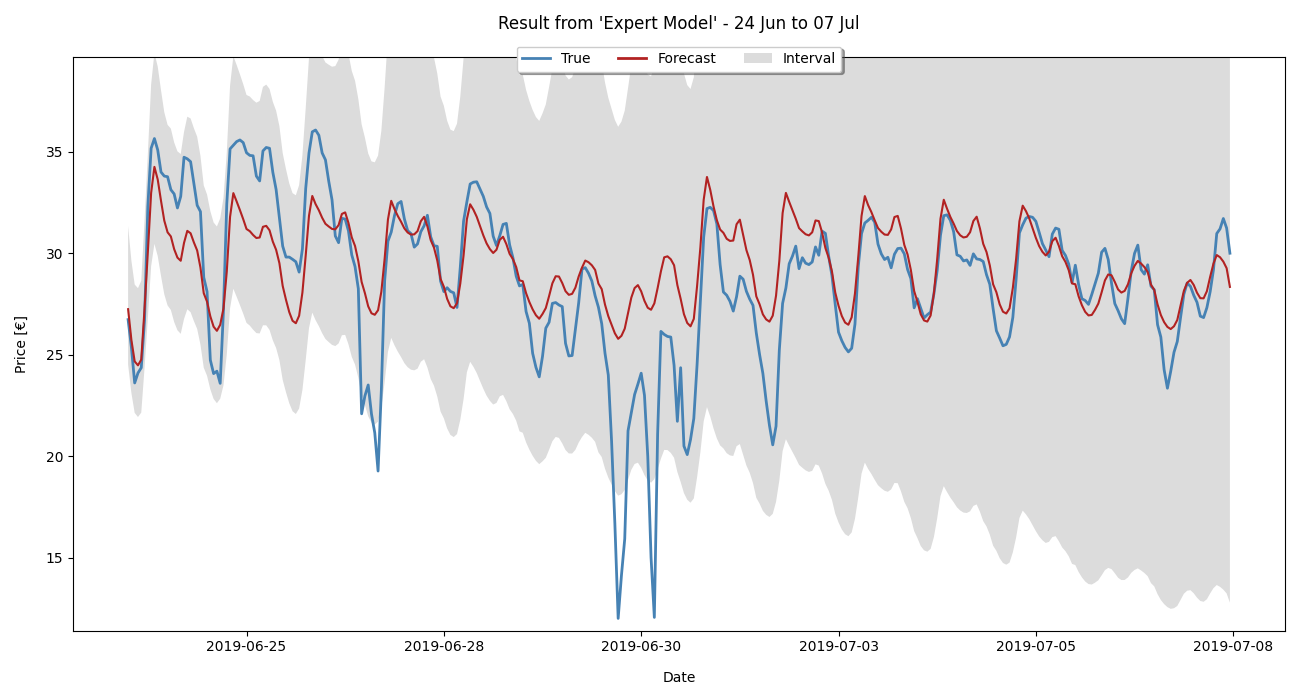 Result from 'Expert Model' - 24 Jun to 07 Jul
True Forecast Interval
Price [€]
35
30
25
20
15
2019-06-25 2019-06-28 2019-06-30 2019-07-03 2019-07-05 2019-07-08
Date